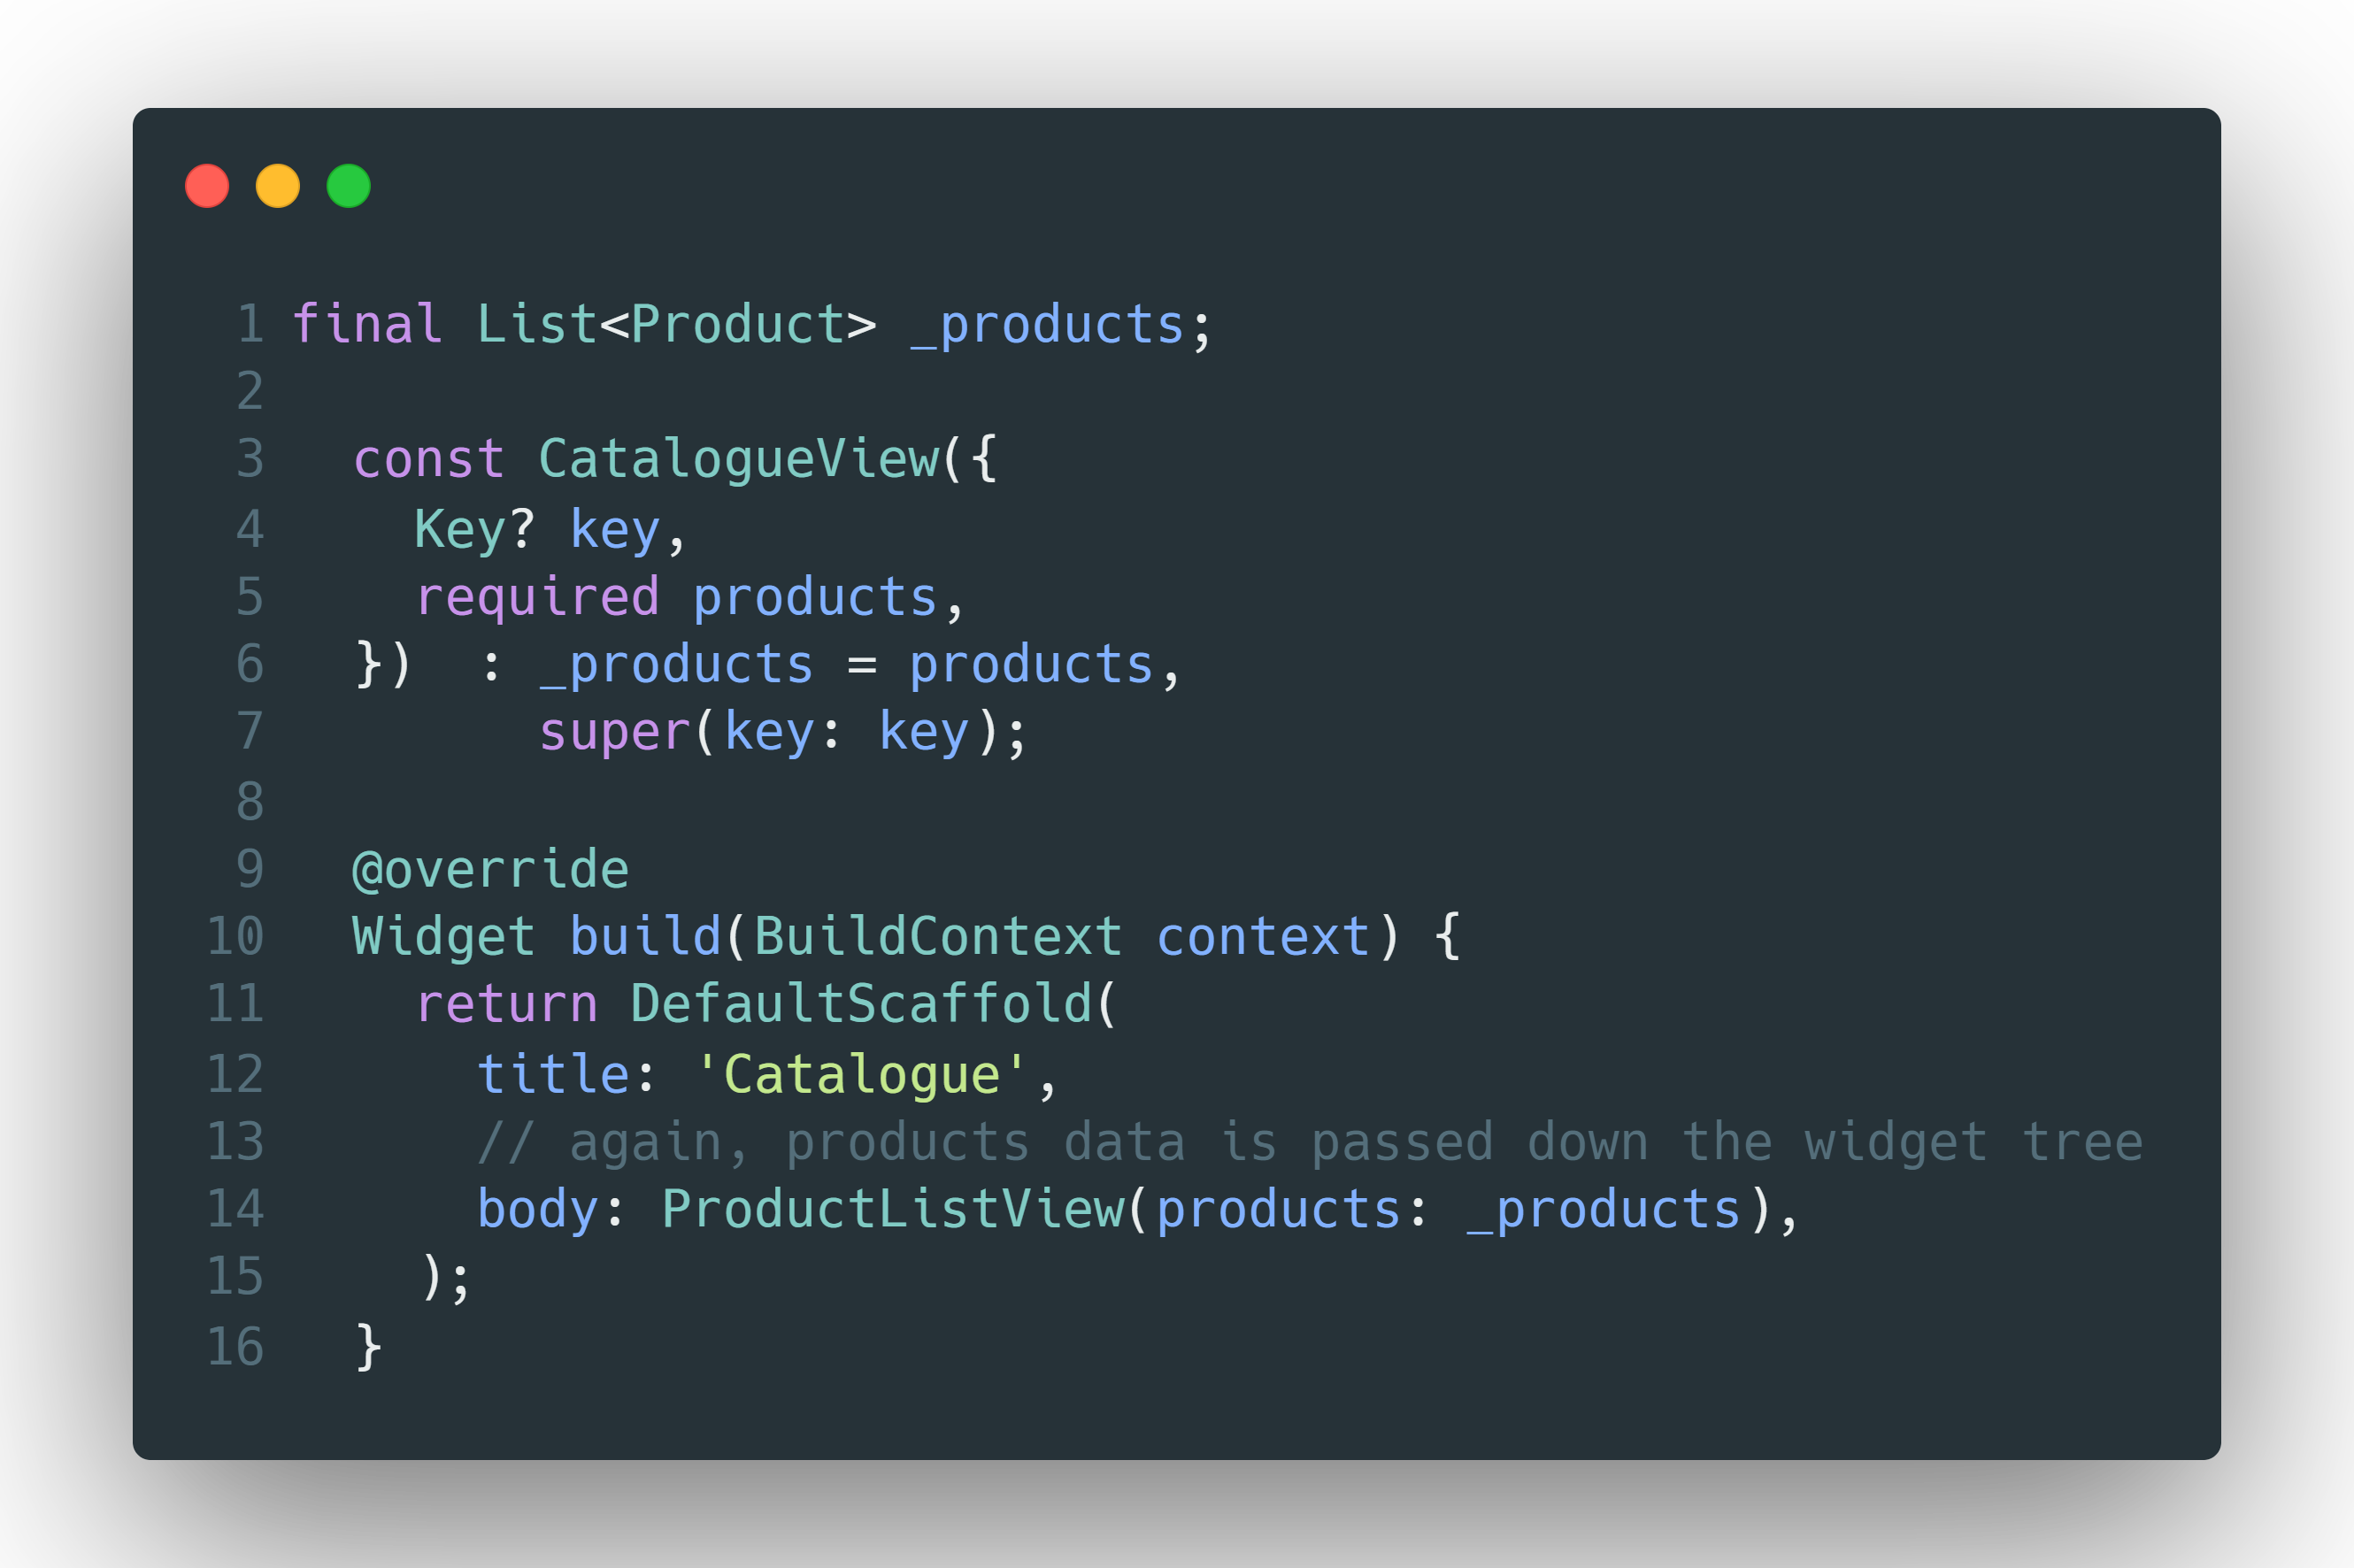 1 final List<Product> _products;
2
3   const CatalogueView({
4     Key? key,
5     required products,
6   })  : _products = products,
7         super(key: key);
8
9   @override
10   Widget build(BuildContext context) {
11     return DefaultScaffold(
12       title: 'Catalogue',
13       // again, products data is passed down the widget tree
14       body: ProductListView(products: _products),
15     );
16   }